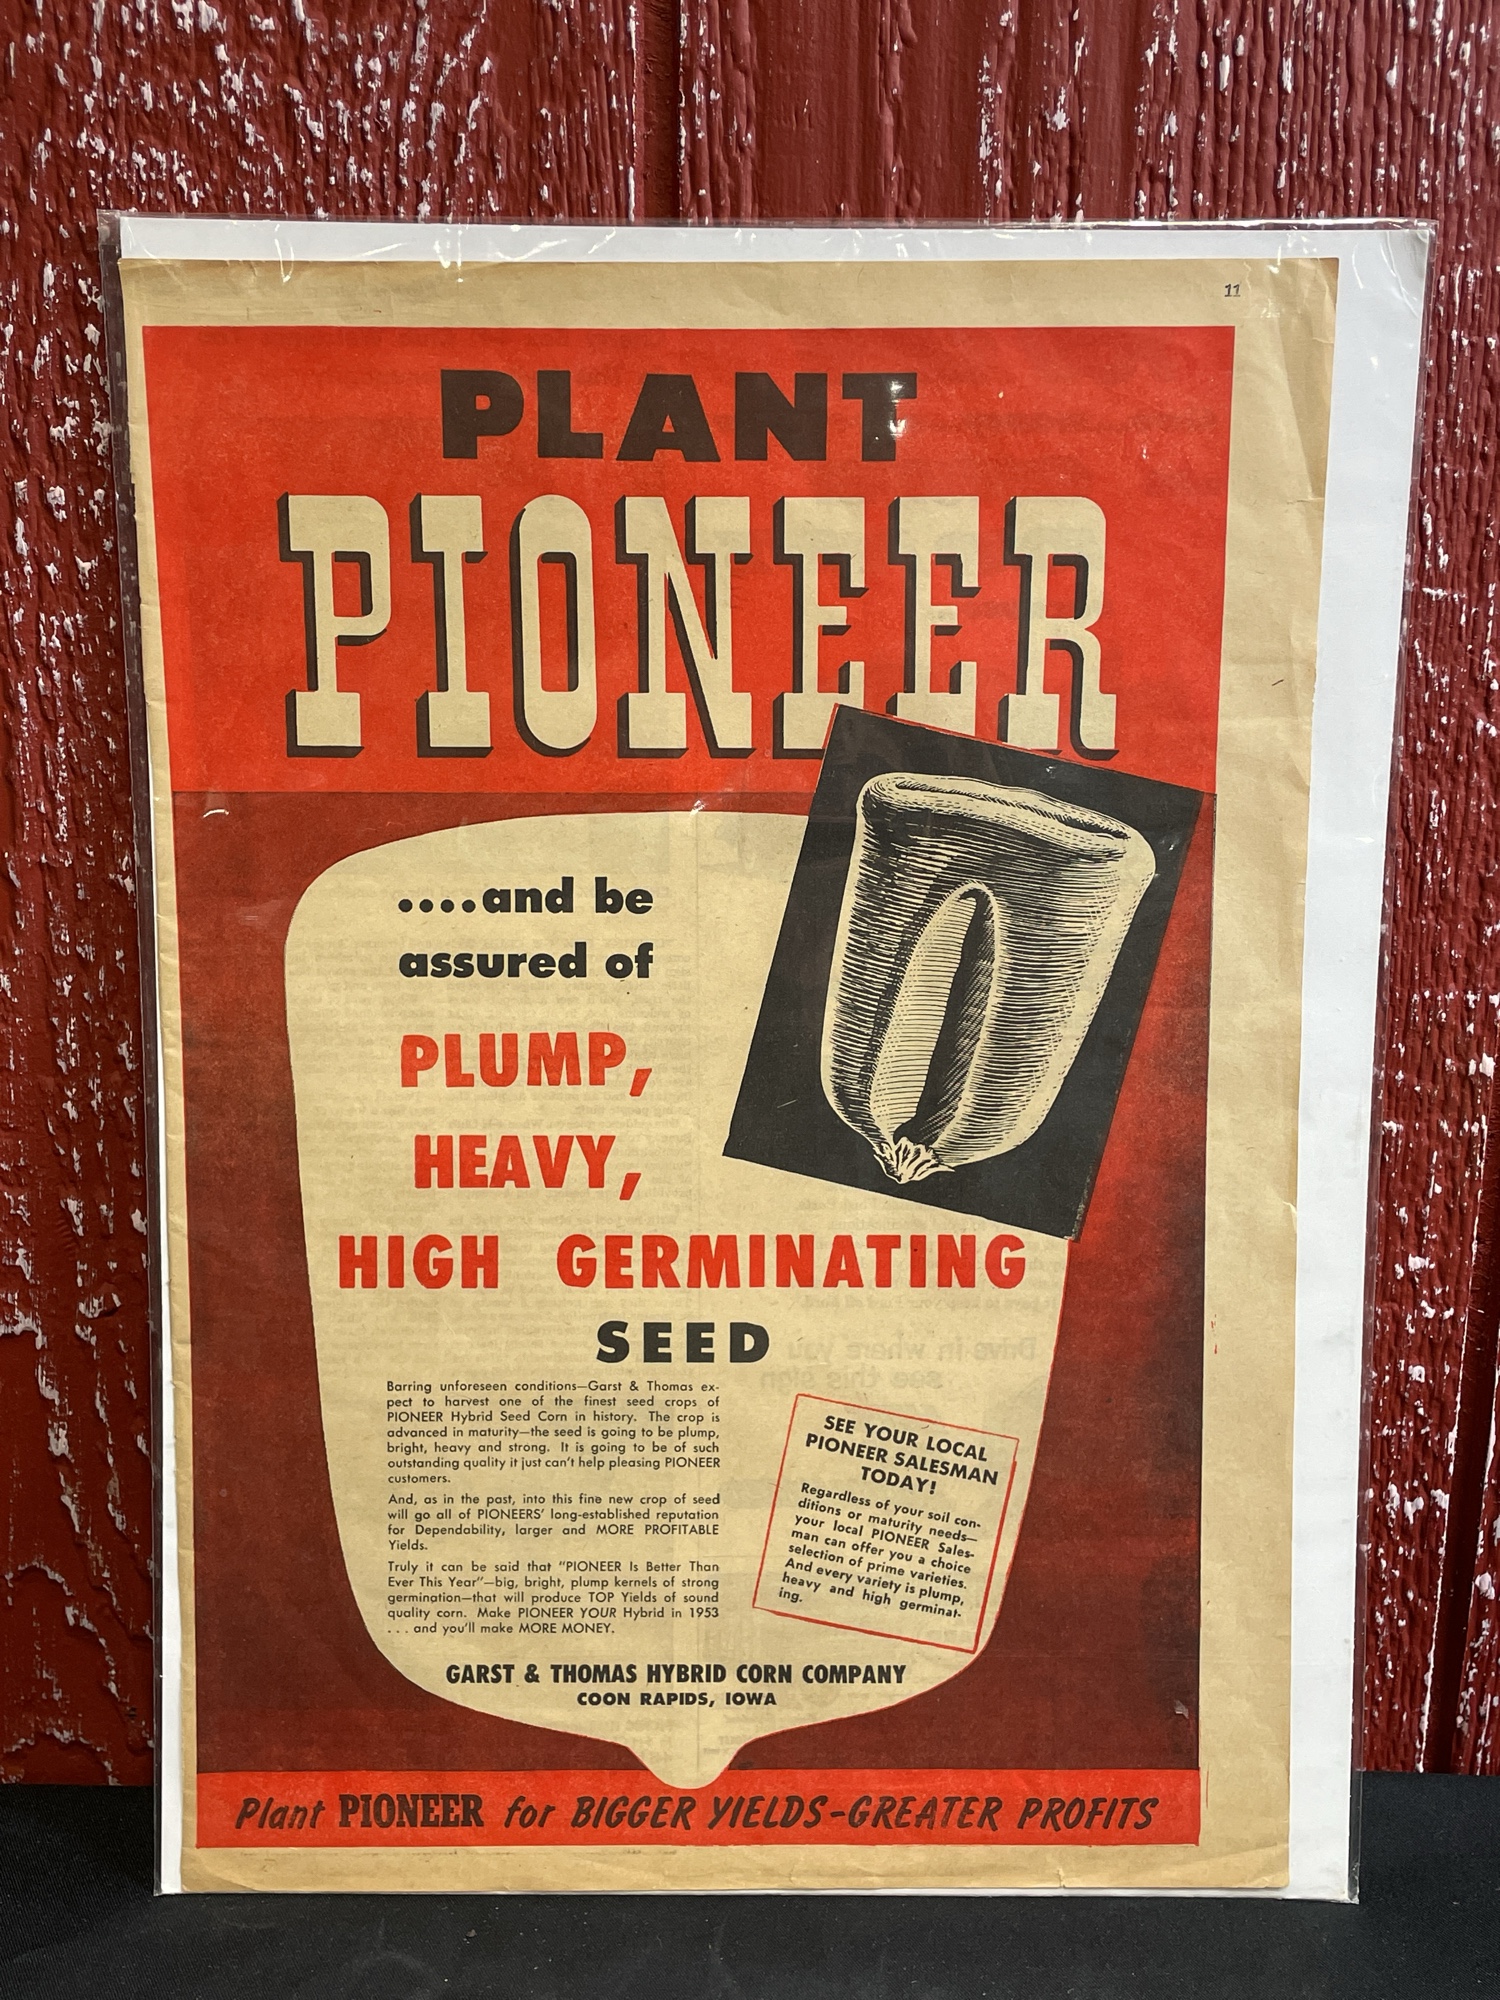 11
PLANT
PIONEER
....and be
assured of
PLUMP,
HEAVY,
HIGH GERMINATING
SEED
Barring unforeseen conditions—Garst & Thomas ex-
pect to harvest one of the finest seed crops of
PIONEER Hybrid Seed Corn in history. The crop is
advanced in maturity—the seed is going to be plump,
bright, heavy and strong. It is going to be of such
outstanding quality it just can't help pleasing PIONEER
customers.
And, as in the past, into this fine new crop of seed
will go all of PIONEERS' long-established reputation
for Dependability, larger and MORE PROFITABLE
Yields.
Truly it can be said that "PIONEER Is Better Than
Ever This Year"—big, bright, plump kernels of strong
germination—that will produce TOP Yields of sound
quality corn. Make PIONEER YOUR Hybrid in 1953
... and you'll make MORE MONEY.
SEE YOUR LOCAL
PIONEER SALESMAN
TODAY!
Regardless of your soil con-
ditions or maturity needs—
your local PIONEER Sales-
man can offer you a choice
selection of prime varieties.
And every variety is plump,
heavy and high germinat-
ing.
GARST & THOMAS HYBRID CORN COMPANY
COON RAPIDS, IOWA
Plant PIONEER for BIGGER YIELDS-GREATER PROFITS